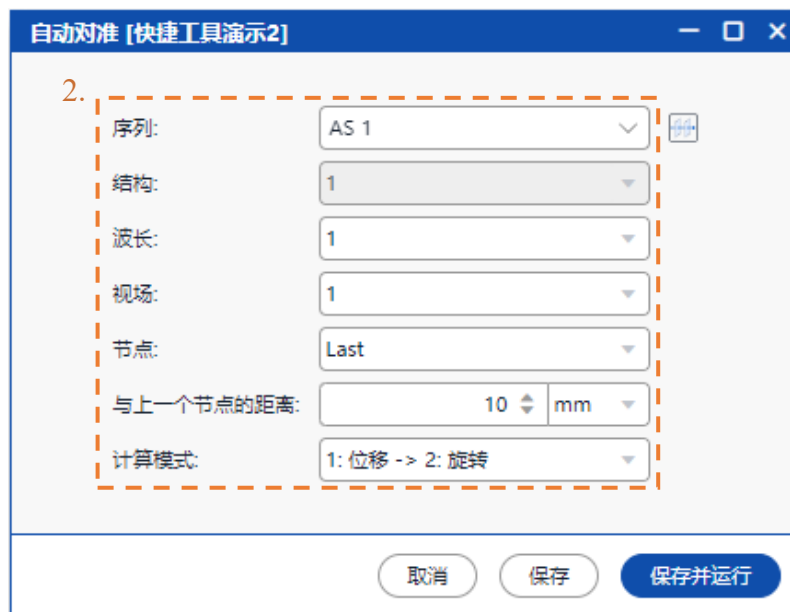 自动对准 [快捷工具演示2]
2.
序列: AS 1
结构: 1
波长: 1
视场: 1
节点: Last
与上一个节点的距离: 10 mm
计算模式: 1: 位移 -> 2: 旋转
取消 保存 保存并运行